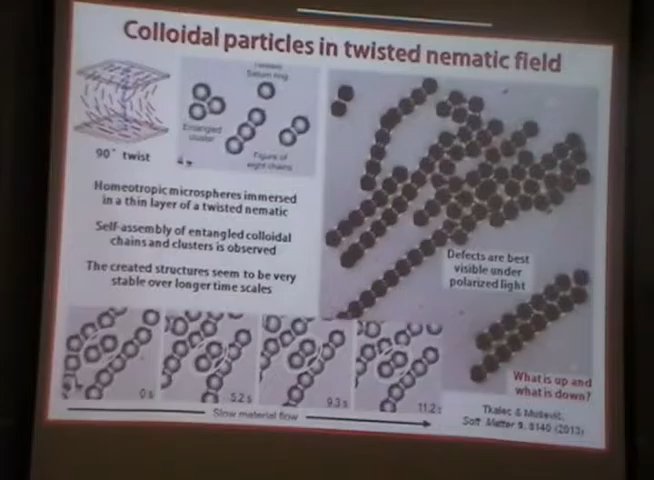 Colloidal particles in twisted nematic field
Saturn ring
Entangled
cluster
Figure of
eight chains
90° twist
Homeotropic microspheres immersed
in a thin layer of a twisted nematic
Self-assembly of entangled colloidal
chains and clusters is observed
The created structures seem to be very
stable over longer time scales
Defects are best
visible under
polarized light
0 s
5.2 s
9.3 s
11.2 s
Slow material flow
What is up and
what is down?
Tkalec & Muševič,
Soft Matter 9, 8140 (2013)